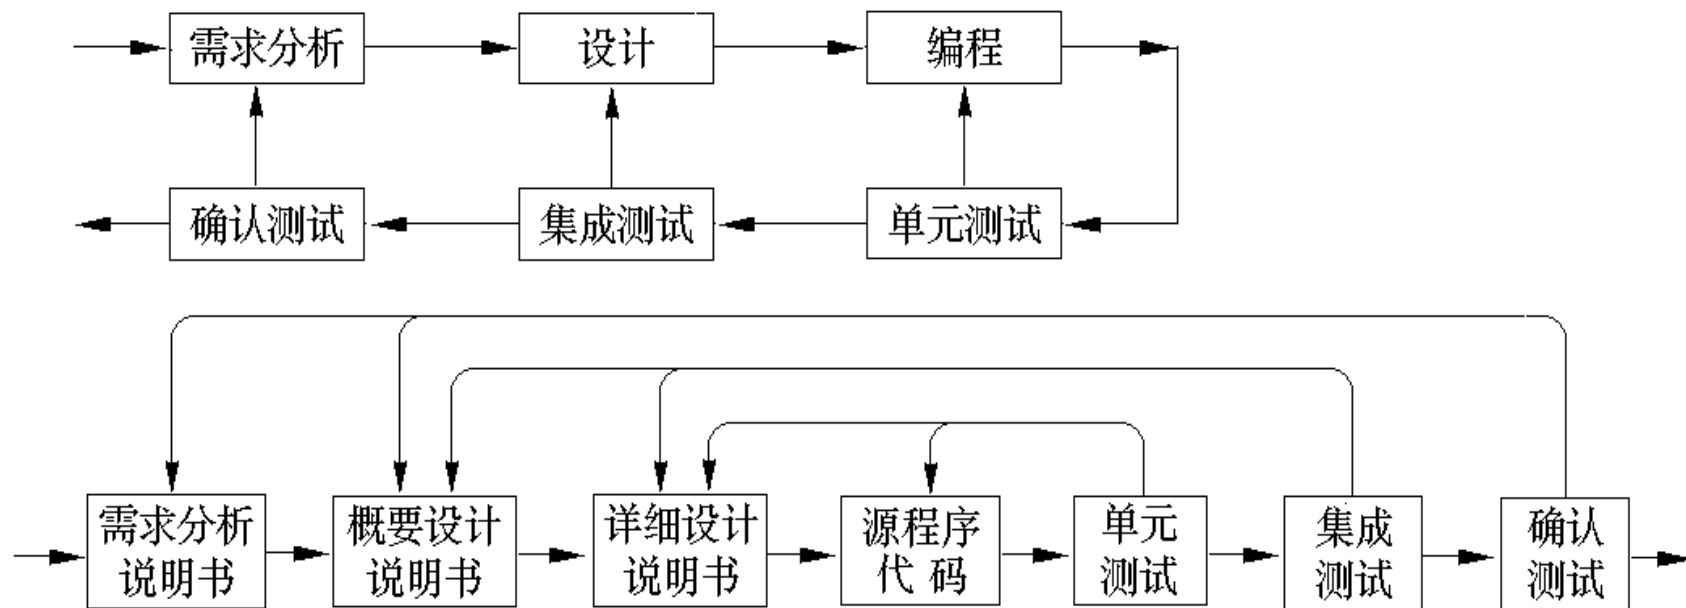 需求分析
设计
编程
确认测试
集成测试
单元测试
需求分析
说明书
概要设计
说明书
详细设计
说明书
源程序
代 码
单元
测试
集成
测试
确认
测试